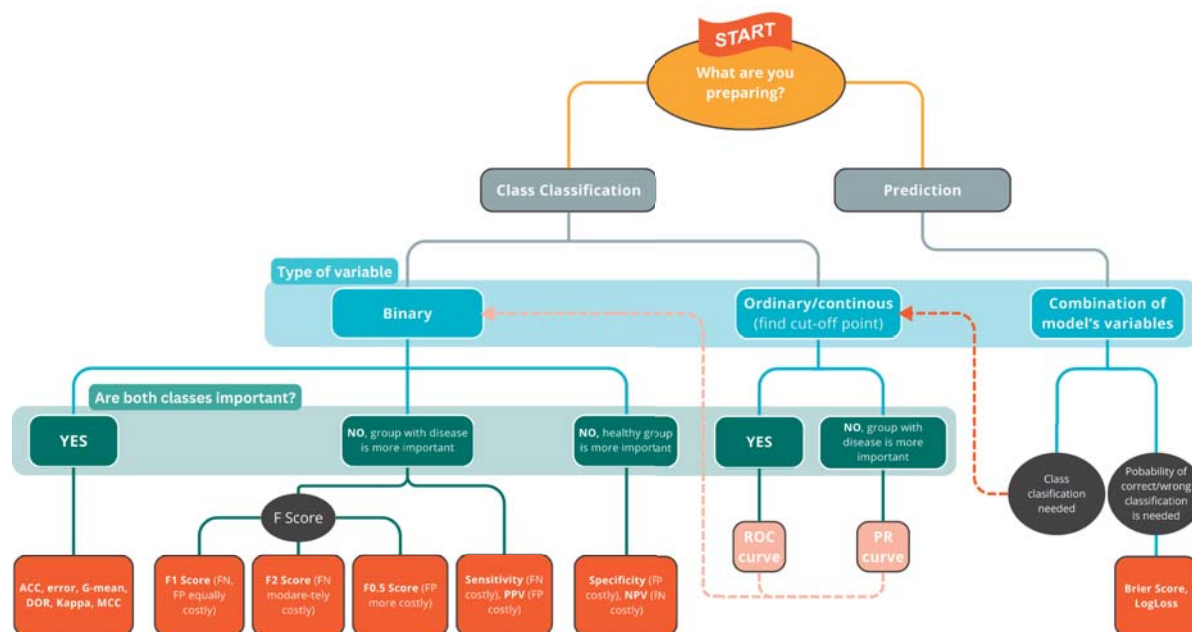 START
What are you
preparing?
Class Classification
Prediction
Type of variable
Binary
Ordinary/continous
(find cut-off point)
Combination of
model's variables
Are both classes important?
YES
NO, group with disease
is more important
NO, healthy group
is more important
YES
NO, group with
disease is more
important
Class
clasification
needed
Pobability of
correct/wrong
classification
is needed
F Score
ROC
curve
PR
curve
ACC, error, G-mean,
DOR, Kappa, MCC
F1 Score (FN,
FP equally
costly)
F2 Score (FN
modare-tely
costly)
F0.5 Score (FP
more costly)
Sensitivity (FN
costly), PPV (FP
costly)
Specificity (FP
costly), NPV (FN
costly)
Brier Score,
LogLoss